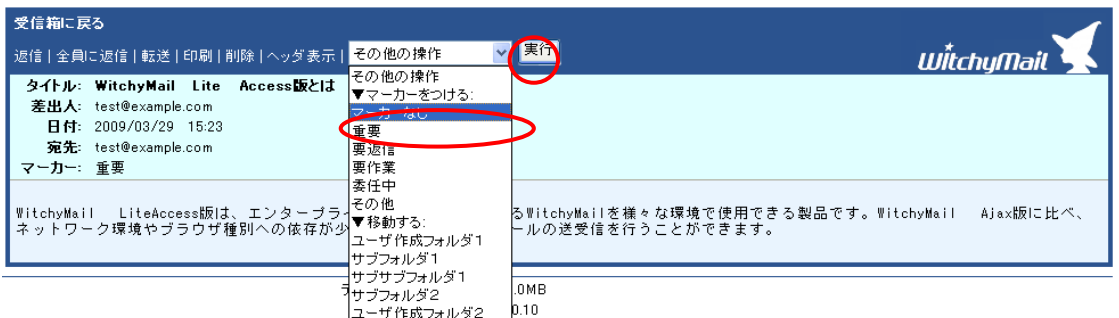 受信箱に戻る
返信 | 全員に返信 | 転送 | 印刷 | 削除 | ヘッダ表示 | その他の操作 実行
WitchyMail
タイトル: WitchyMail Lite Access版とは
差出人: test@example.com
日付: 2009/03/29 15:23
宛先: test@example.com
マーカー: 重要
その他の操作
▼マーカーをつける:
マーカーなし
重要
要返信
要作業
委任中
その他
▼移動する:
ユーザ作成フォルダ1
サブフォルダ1
サブサブフォルダ1
サブフォルダ2
ユーザ作成フォルダ2
WitchyMail LiteAccess版は、エンタープラ るWitchyMailを様々な環境で使用できる製品です。WitchyMail Ajax版に比べ、
ネットワーク環境やブラウザ種別への依存が少 ールの送受信を行うことができます。
.0MB
0.10